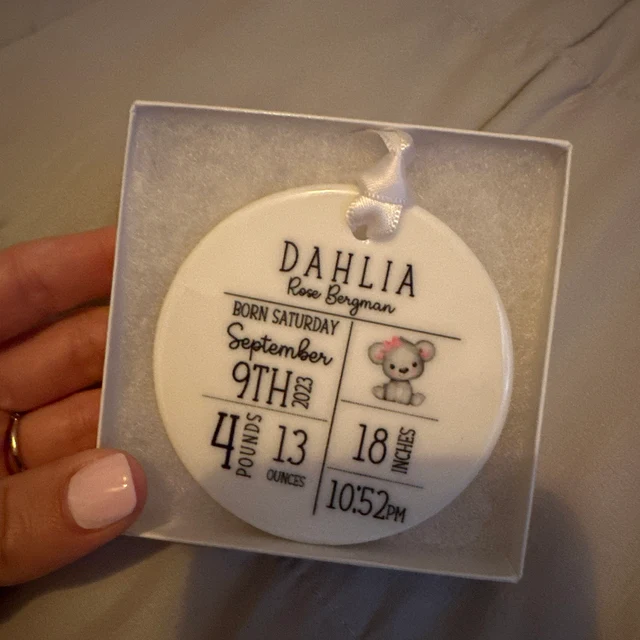 DAHLIA
Rose Bergman
BORN SATURDAY
September
9TH 2023
4 POUNDS 13 OUNCES
18 INCHES
10:52PM